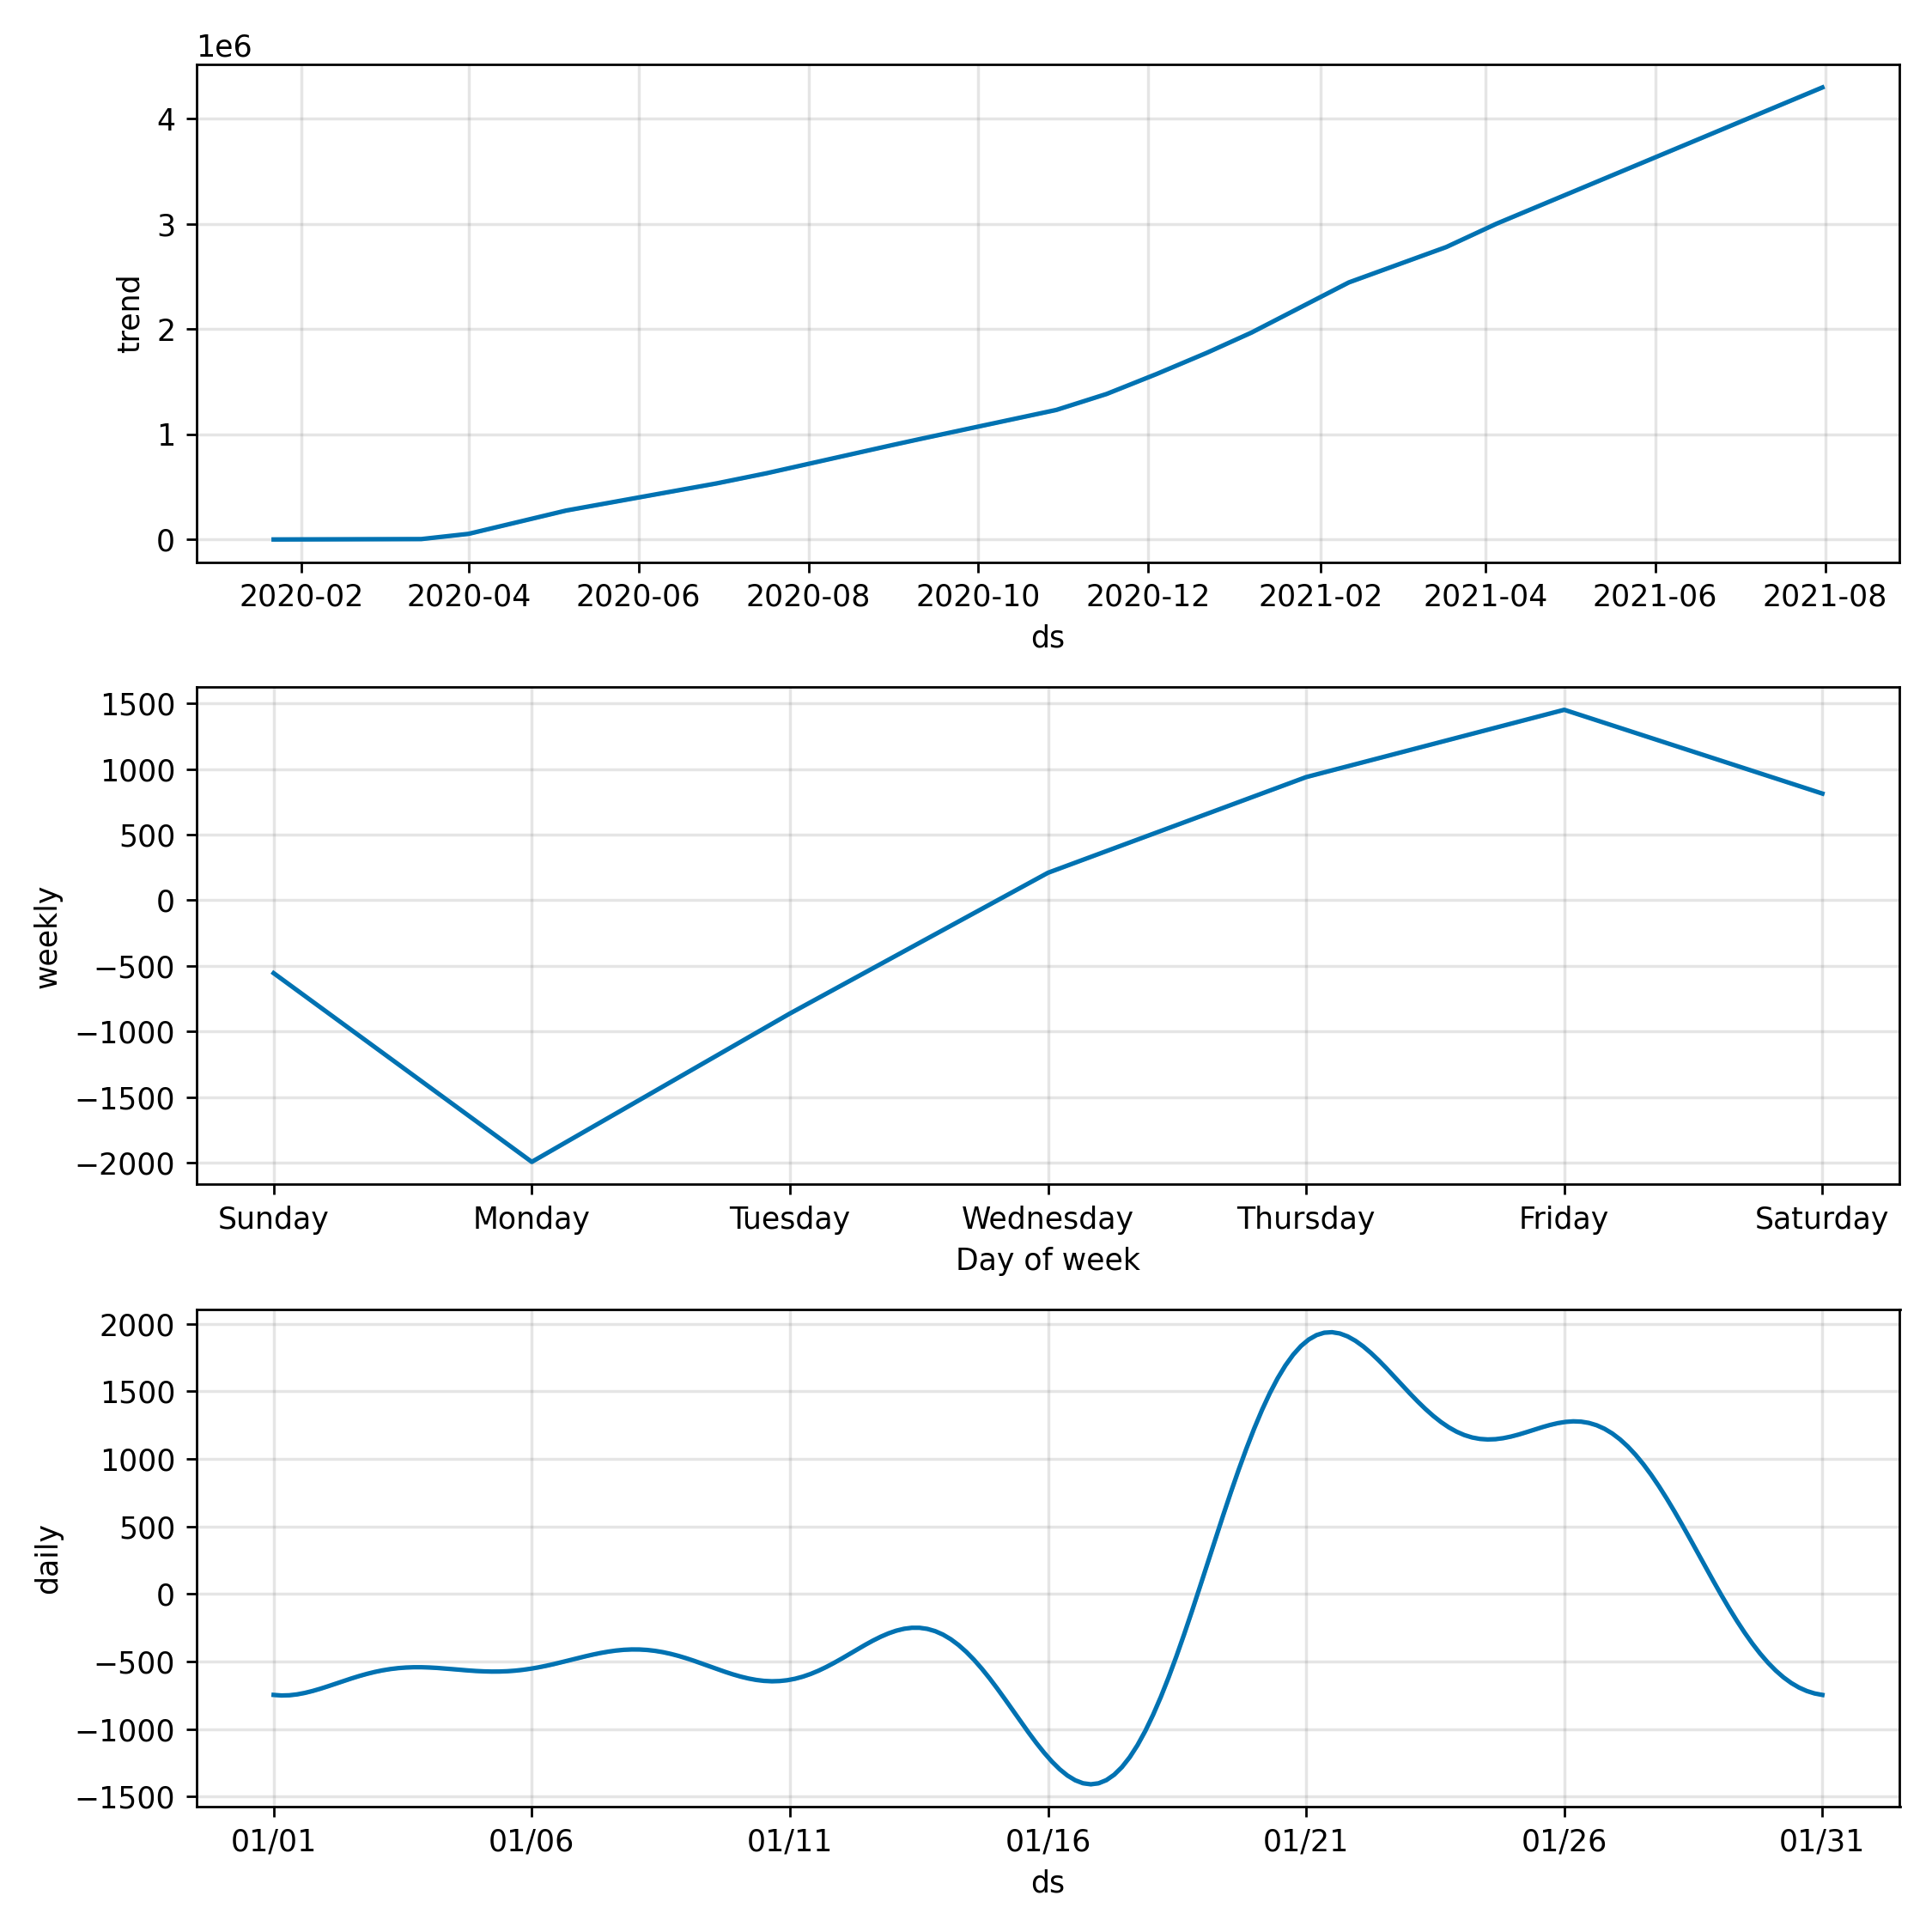 1e6
4
3
2
1
0
trend
2020-02 2020-04 2020-06 2020-08 2020-10 2020-12 2021-02 2021-04 2021-06 2021-08
ds
1500
1000
500
0
−500
−1000
−1500
−2000
weekly
Sunday Monday Tuesday Wednesday Thursday Friday Saturday
Day of week
2000
1500
1000
500
0
−500
−1000
−1500
daily
01/01 01/06 01/11 01/16 01/21 01/26 01/31
ds